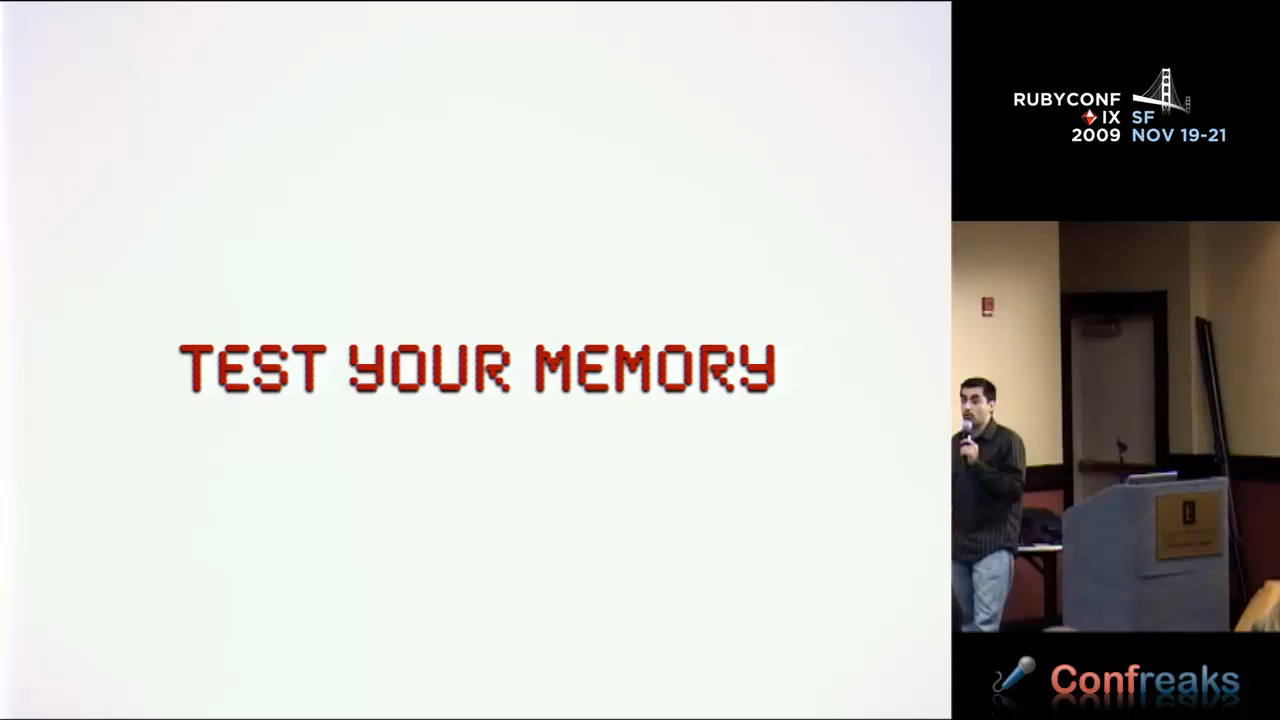 TEST YOUR MEMORY
RUBYCONF
IX SF
2009 NOV 19-21
Confreaks